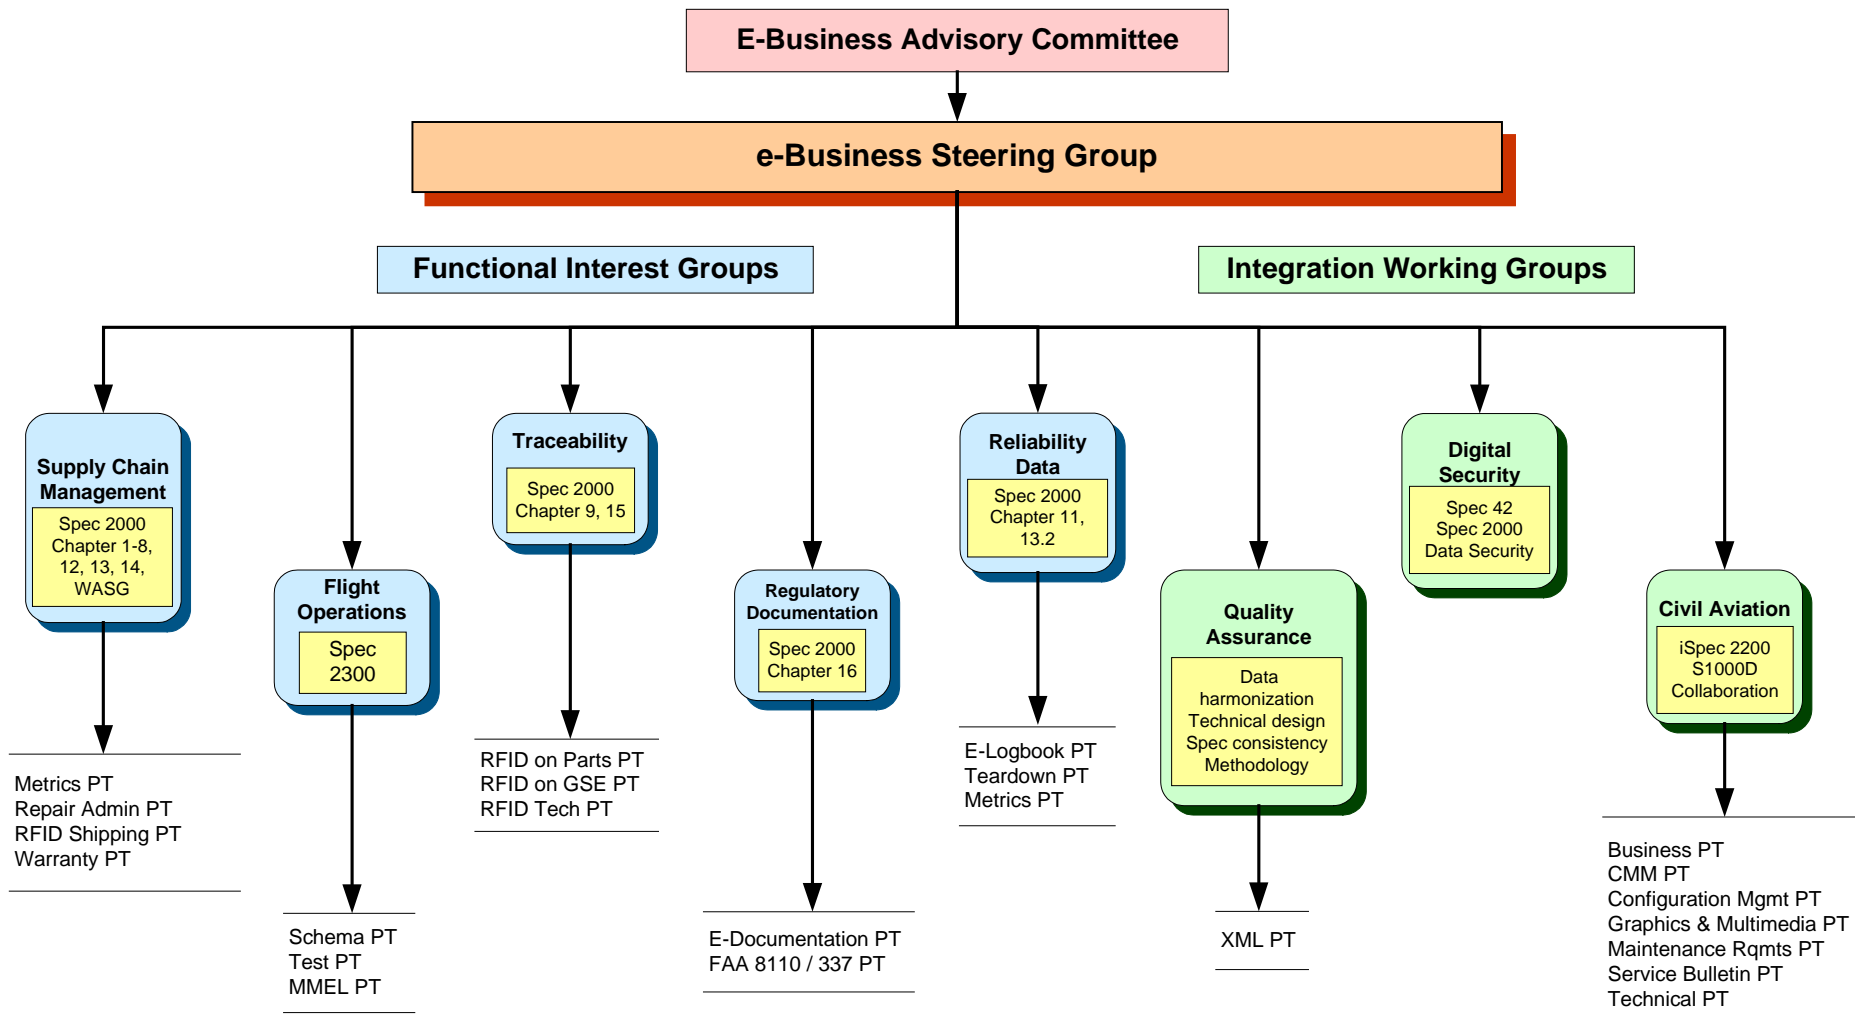 E-Business Advisory Committee
e-Business Steering Group
Functional Interest Groups
Integration Working Groups
Supply Chain
Management
Spec 2000
Chapter 1-8,
12, 13, 14,
WASG
Metrics PT
Repair Admin PT
RFID Shipping PT
Warranty PT
Flight
Operations
Spec
2300
Schema PT
Test PT
MMEL PT
Traceability
Spec 2000
Chapter 9, 15
RFID on Parts PT
RFID on GSE PT
RFID Tech PT
Regulatory
Documentation
Spec 2000
Chapter 16
E-Documentation PT
FAA 8110 / 337 PT
Reliability
Data
Spec 2000
Chapter 11,
13.2
E-Logbook PT
Teardown PT
Metrics PT
Quality
Assurance
Data
harmonization
Technical design
Spec consistency
Methodology
XML PT
Digital
Security
Spec 42
Spec 2000
Data Security
Civil Aviation
iSpec 2200
S1000D
Collaboration
Business PT
CMM PT
Configuration Mgmt PT
Graphics & Multimedia PT
Maintenance Rqmts PT
Service Bulletin PT
Technical PT